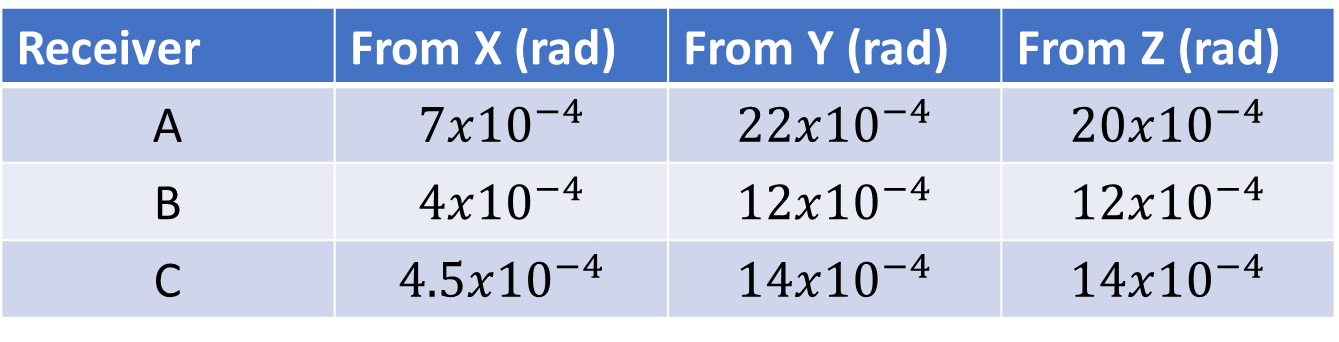 Receiver From X (rad) From Y (rad) From Z (rad)
A 7x10⁻⁴ 22x10⁻⁴ 20x10⁻⁴
B 4x10⁻⁴ 12x10⁻⁴ 12x10⁻⁴
C 4.5x10⁻⁴ 14x10⁻⁴ 14x10⁻⁴